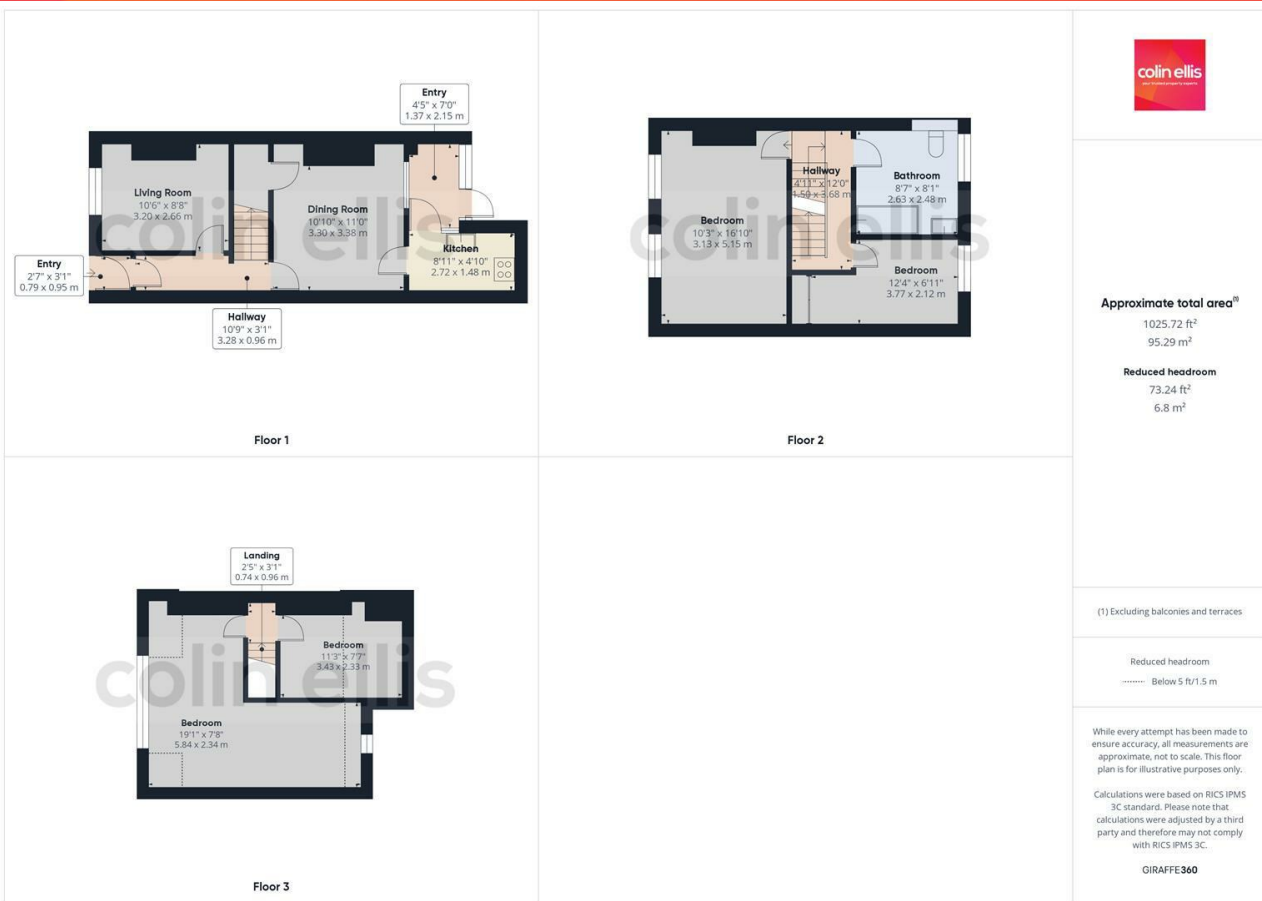 Entry
4'5" x 7'0"
1.37 x 2.15 m
Living Room
10'6" x 8'8"
3.20 x 2.66 m
Dining Room
10'10" x 11'0"
3.30 x 3.38 m
Kitchen
8'11" x 4'10"
2.72 x 1.48 m
Entry
2'7" x 3'1"
0.79 x 0.95 m
Hallway
10'9" x 3'1"
3.28 x 0.96 m
colin ellis
Floor 1
Hallway
4'11" x 12'0"
1.50 x 3.68 m
Bathroom
8'7" x 8'1"
2.63 x 2.48 m
Bedroom
10'3" x 16'10"
3.13 x 5.15 m
Bedroom
12'4" x 6'11"
3.77 x 2.12 m
colin ellis
Floor 2
Landing
2'5" x 3'1"
0.74 x 0.96 m
Bedroom
11'3" x 7'7"
3.43 x 2.33 m
Bedroom
19'1" x 7'8"
5.84 x 2.34 m
colin ellis
Floor 3
colin ellis
Approximate total area⁽¹⁾
1025.72 ft²
95.29 m²
Reduced headroom
73.24 ft²
6.8 m²
(1) Excluding balconies and terraces
Reduced headroom
Below 5 ft/1.5 m
While every attempt has been made to
ensure accuracy, all measurements are
approximate, not to scale. This floor
plan is for illustrative purposes only.
Calculations were based on RICS IPMS
3C standard. Please note that
calculations were adjusted by a third
party and therefore may not comply
with RICS IPMS 3C.
GIRAFFE360